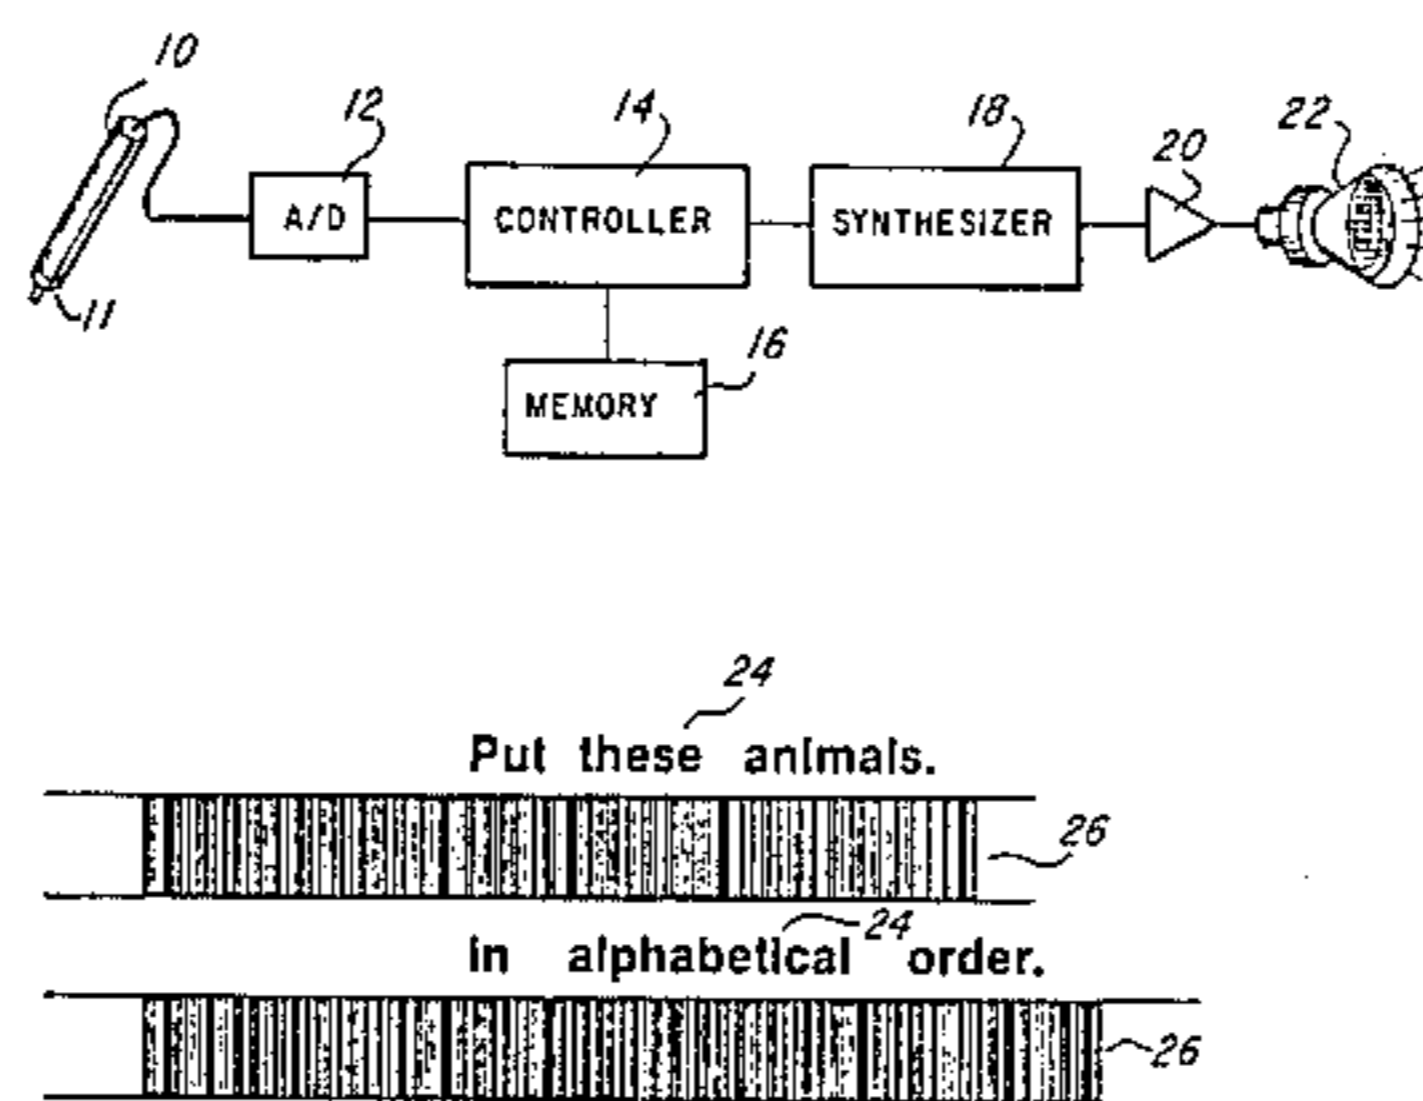 10
12
14
18
20
22
A/D
CONTROLLER
SYNTHESIZER
11
16
MEMORY
24
Put these animals.
26
24
in alphabetical order.
26